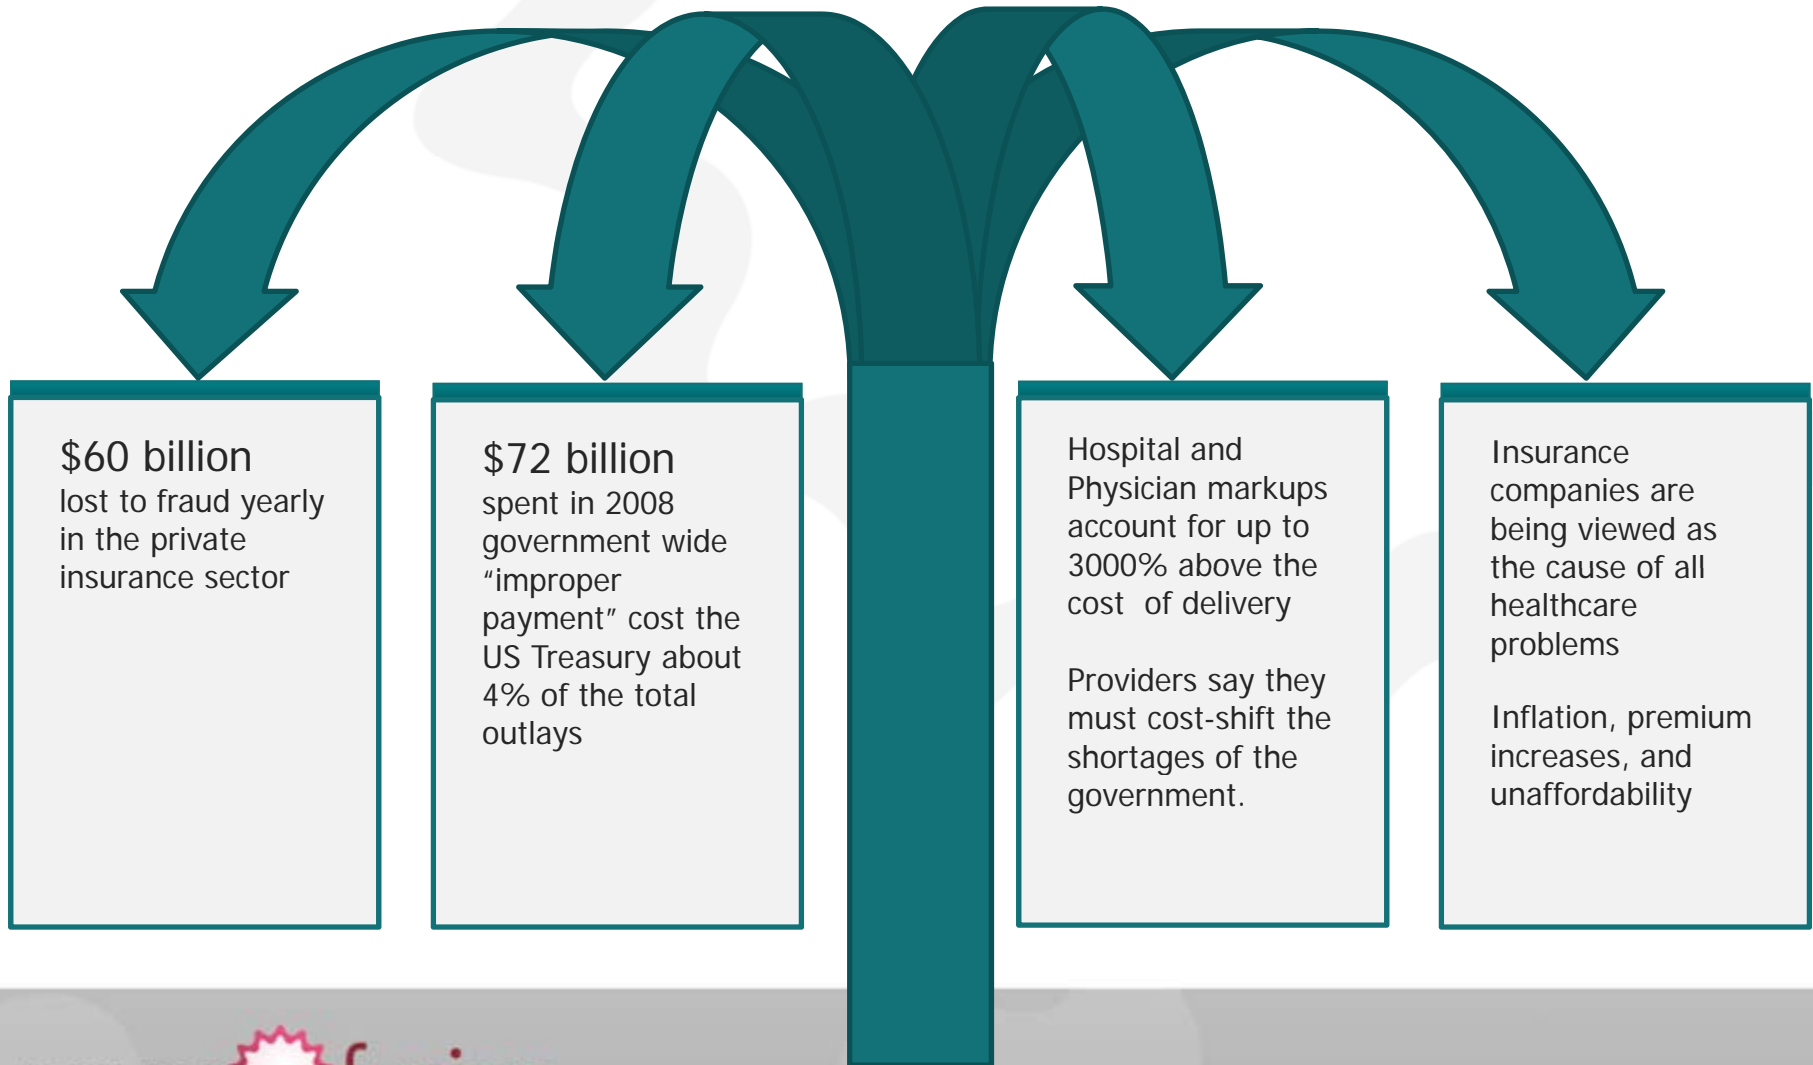 $60 billion
lost to fraud yearly
in the private
insurance sector
$72 billion
spent in 2008
government wide
“improper
payment” cost the
US Treasury about
4% of the total
outlays
Hospital and
Physician markups
account for up to
3000% above the
cost  of delivery
Providers say they
must cost-shift the
shortages of the
government.
Insurance
companies are
being viewed as
the cause of all
healthcare
problems
Inflation, premium
increases, and
unaffordability